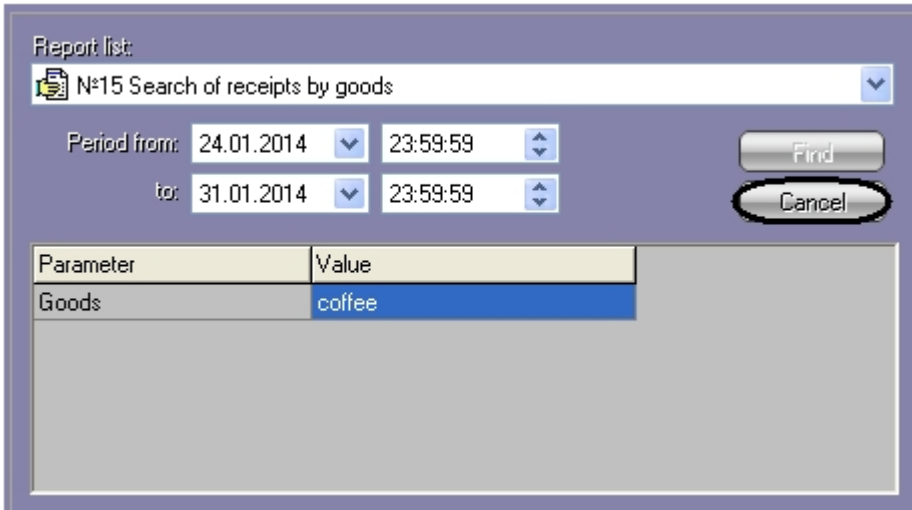 Report list:
№15 Search of receipts by goods
Period from: 24.01.2014 23:59:59
to: 31.01.2014 23:59:59
Find
Cancel
Parameter Value
Goods coffee